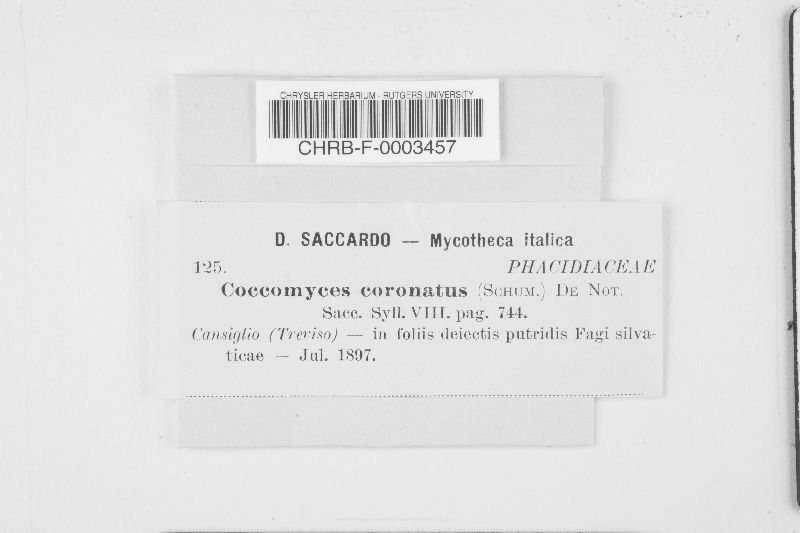 CHRYSLER HERBARIUM - RUTGERS UNIVERSITY
CHRB-F-0003457
D. SACCARDO — Mycotheca italica
125. PHACIDIACEAE
Coccomyces coronatus (SCHUM.) DE NOT.
Sacc. Syll. VIII. pag. 744.
Cansiglio (Treviso) — in foliis deiectis putridis Fagi silva-
ticae — Jul. 1897.